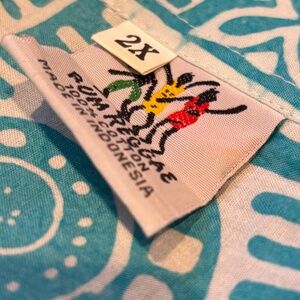 2X
RUM REGGAE
100% COTTON
MADE IN INDONESIA